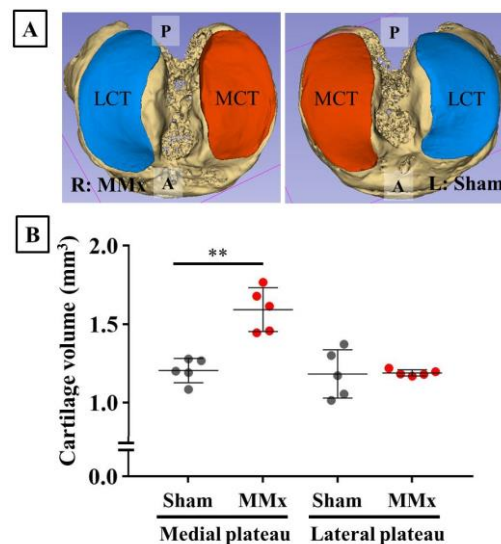 A
P
LCT
MCT
R: MMx
A
P
MCT
LCT
A
L: Sham
B
Cartilage volume (mm³)
2.0
**
1.5
1.0
0.0
Sham MMx Sham MMx
Medial plateau Lateral plateau